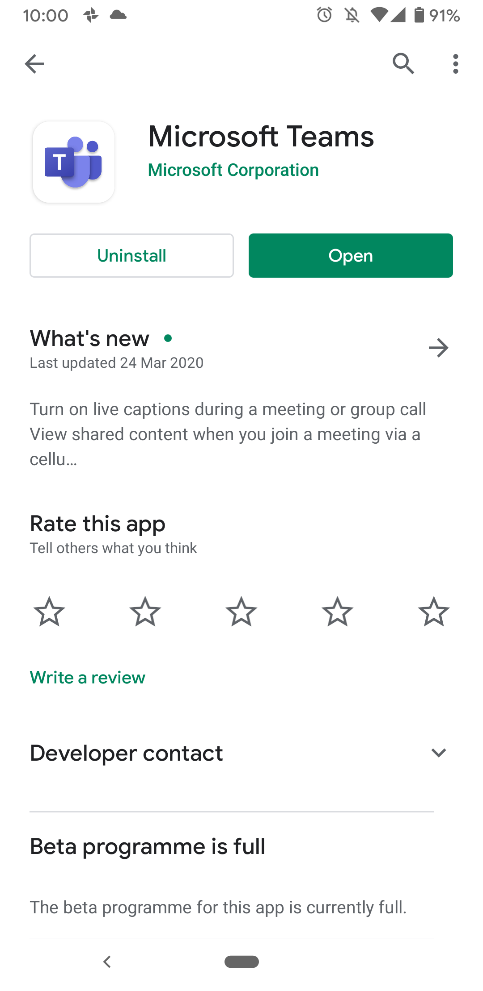 10:00
91%
Microsoft Teams
T
Microsoft Corporation
Uninstall
Open
What's new
Last updated 24 Mar 2020
Turn on live captions during a meeting or group call
View shared content when you join a meeting via a
cellu...
Rate this app
Tell others what you think
Write a review
Developer contact
Beta programme is full
The beta programme for this app is currently full.